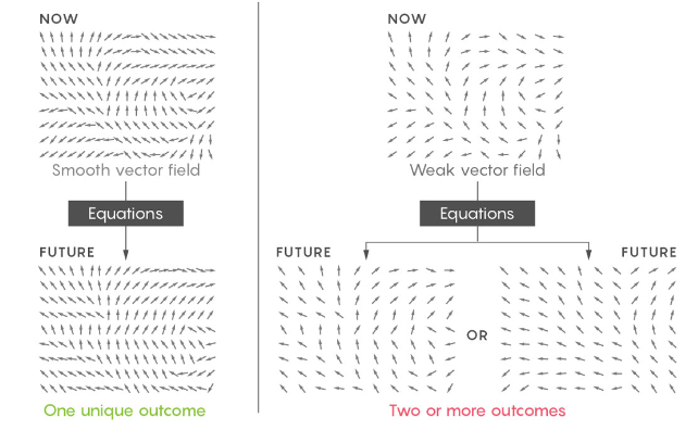 NOW
Smooth vector field
Equations
FUTURE
One unique outcome
NOW
Weak vector field
Equations
FUTURE
FUTURE
OR
Two or more outcomes